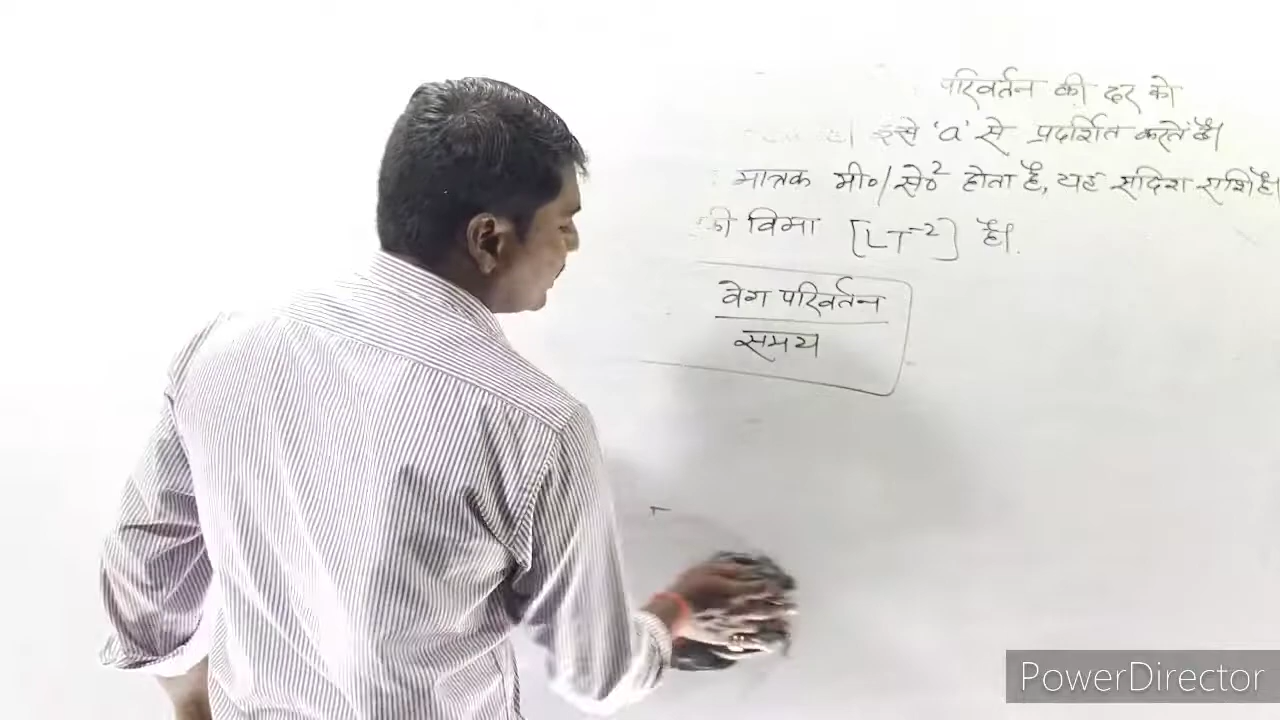 परिवर्तन की दर को
इसे 'a' से प्रदर्शित करते है।
मात्रक मी०/से०² होता है, यह सदिश राशि है।
की विमा [LT⁻²] है।
वेग परिवर्तन
समय
PowerDirector